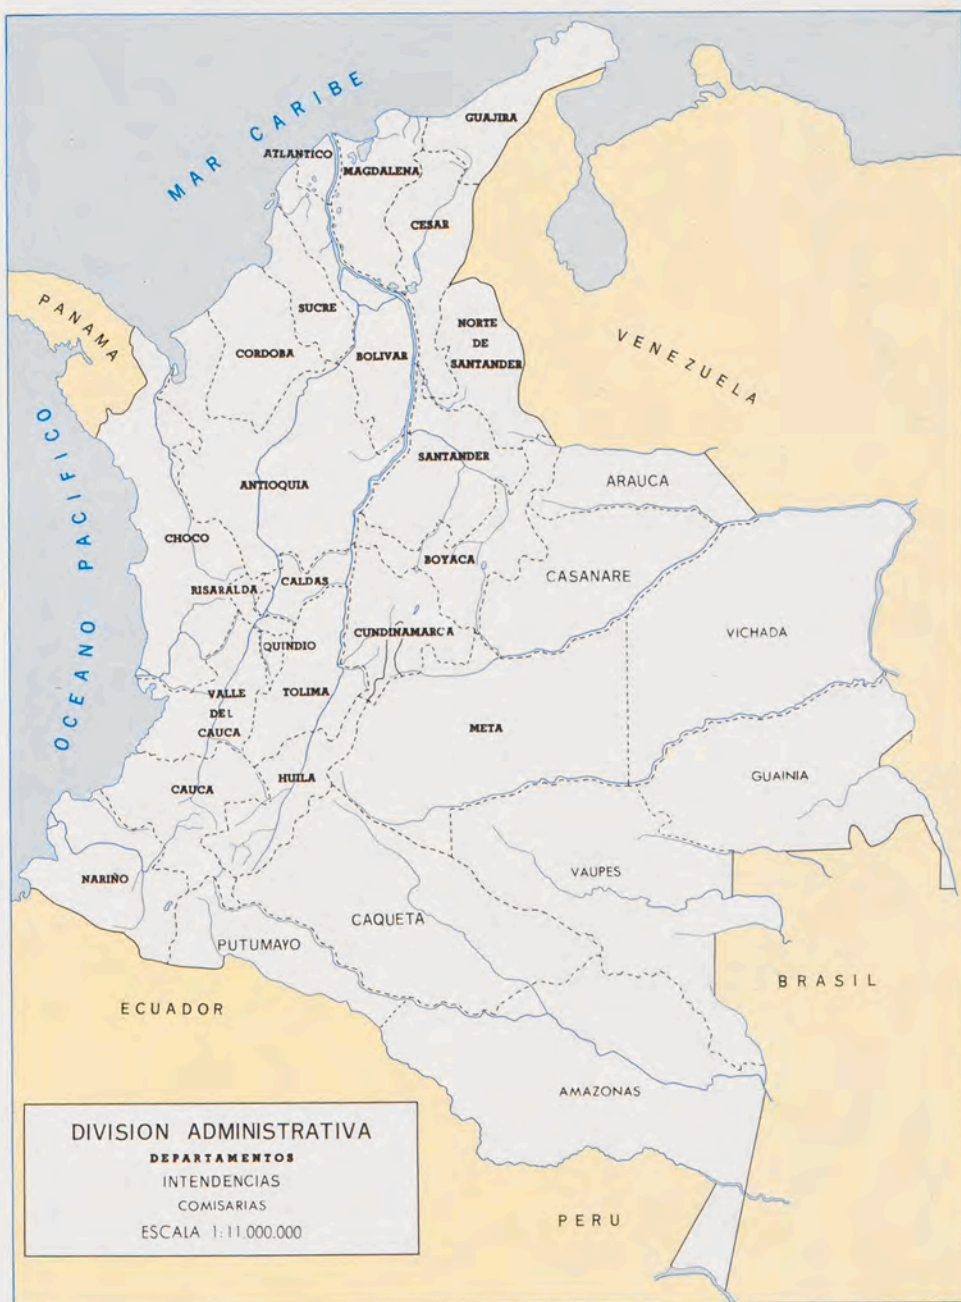 MAR CARIBE
GUAJIRA
ATLANTICO
MAGDALENA
CESAR
PANAMA
SUCRE
NORTE
DE
SANTANDER
CORDOBA
BOLIVAR
VENEZUELA
OCEANO PACIFICO
SANTANDER
ARAUCA
ANTIOQUIA
CHOCO
BOYACA
CASANARE
RISARALDA
CALDAS
CUNDINAMARCA
VICHADA
QUINDIO
VALLE
DEL
CAUCA
TOLIMA
META
HUILA
GUAINIA
CAUCA
VAUPES
NARIÑO
CAQUETA
PUTUMAYO
BRASIL
ECUADOR
AMAZONAS
PERU
DIVISION ADMINISTRATIVA
DEPARTAMENTOS
INTENDENCIAS
COMISARIAS
ESCALA 1:11.000.000